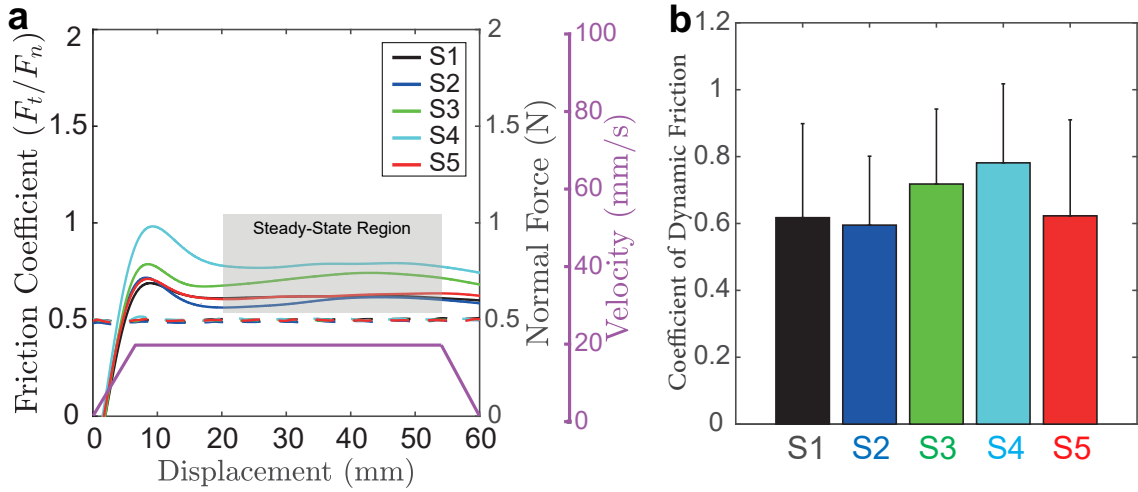 a
Friction Coefficient (F_t/F_n)
2
1.5
1
0.5
0
0
10
20
30
40
50
60
Displacement (mm)
S1
S2
S3
S4
S5
Steady-State Region
2
1.5
1
0.5
0
2
Normal Force (N)
100
80
60
40
20
0
Velocity (mm/s)
b
Coefficient of Dynamic Friction
1.2
1
0.8
0.6
0.4
0.2
0
S1
S2
S3
S4
S5